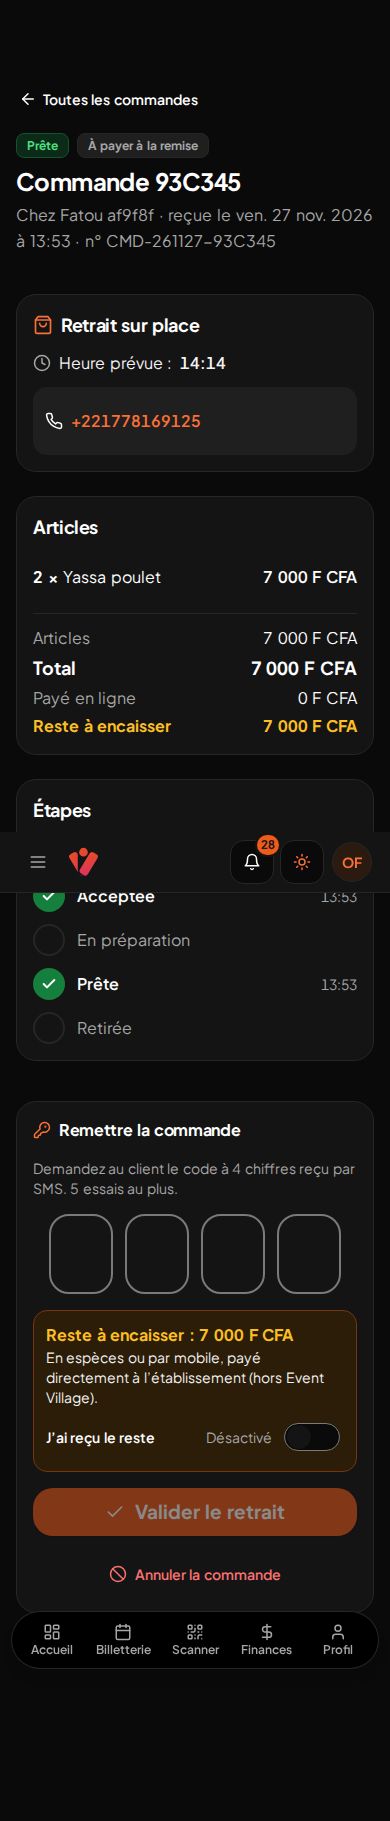 Toutes les commandes
Prête
À payer à la remise
Commande 93C345
Chez Fatou af9f8f · reçue le ven. 27 nov. 2026
à 13:53 · n° CMD-261127-93C345
Retrait sur place
Heure prévue : 14:14
+221778169125
Articles
2 × Yassa poulet 7 000 F CFA
Articles 7 000 F CFA
Total 7 000 F CFA
Payé en ligne 0 F CFA
Reste à encaisser 7 000 F CFA
Étapes
28
OF
Acceptée 13:53
En préparation
Prête 13:53
Retirée
Remettre la commande
Demandez au client le code à 4 chiffres reçu par
SMS. 5 essais au plus.
Reste à encaisser : 7 000 F CFA
En espèces ou par mobile, payé
directement à l’établissement (hors Event
Village).
J’ai reçu le reste Désactivé
Valider le retrait
Annuler la commande
Accueil Billetterie Scanner Finances Profil